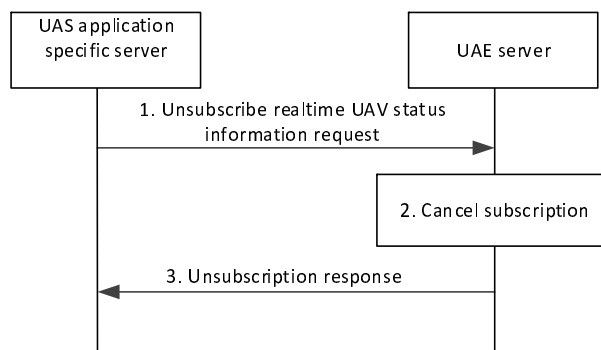 UAS application
specific server
UAE server
1. Unsubscribe realtime UAV status
information request
2. Cancel subscription
3. Unsubscription response